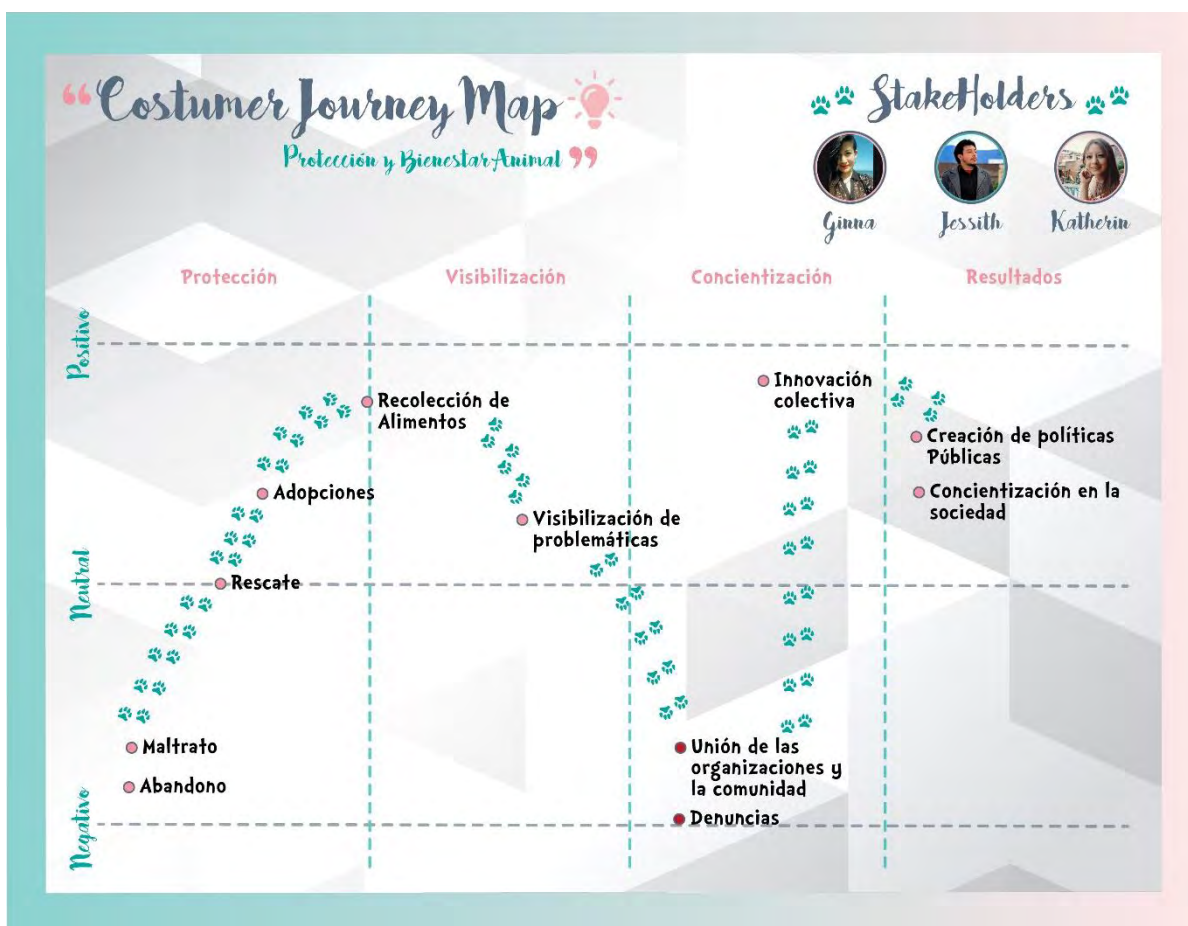 “Costumer Journey Map
Protección y Bienestar Animal ”
StakeHolders
Ginna
Jessith
Katherin
Protección
Visibilización
Concientización
Resultados
Positivo
Neutral
Negativo
Maltrato
Abandono
Rescate
Adopciones
Recolección de
Alimentos
Visibilización de
problemáticas
Unión de las
organizaciones y
la comunidad
Denuncias
Innovación
colectiva
Creación de políticas
Públicas
Concientización en la
sociedad